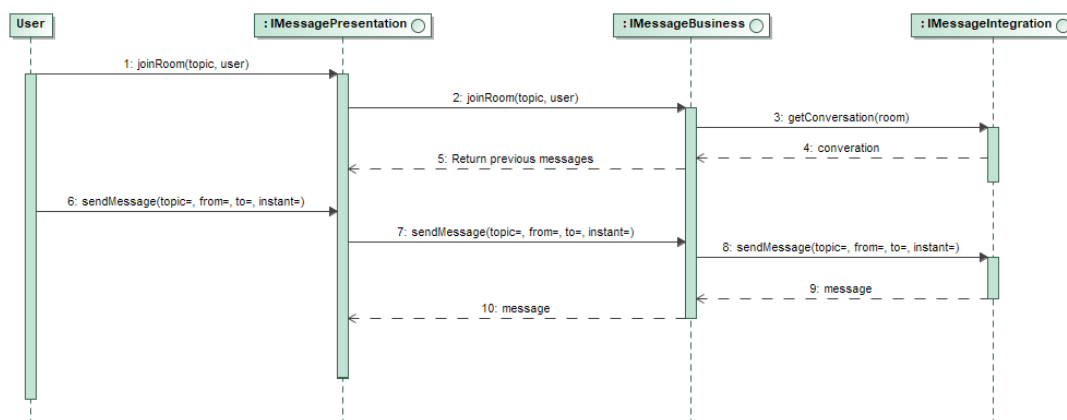 User
: IMessagePresentation
: IMessageBusiness
: IMessageIntegration
1: joinRoom(topic, user)
2: joinRoom(topic, user)
3: getConversation(room)
4: converation
5: Return previous messages
6: sendMessage(topic=, from=, to=, instant=)
7: sendMessage(topic=, from=, to=, instant=)
8: sendMessage(topic=, from=, to=, instant=)
9: message
10: message